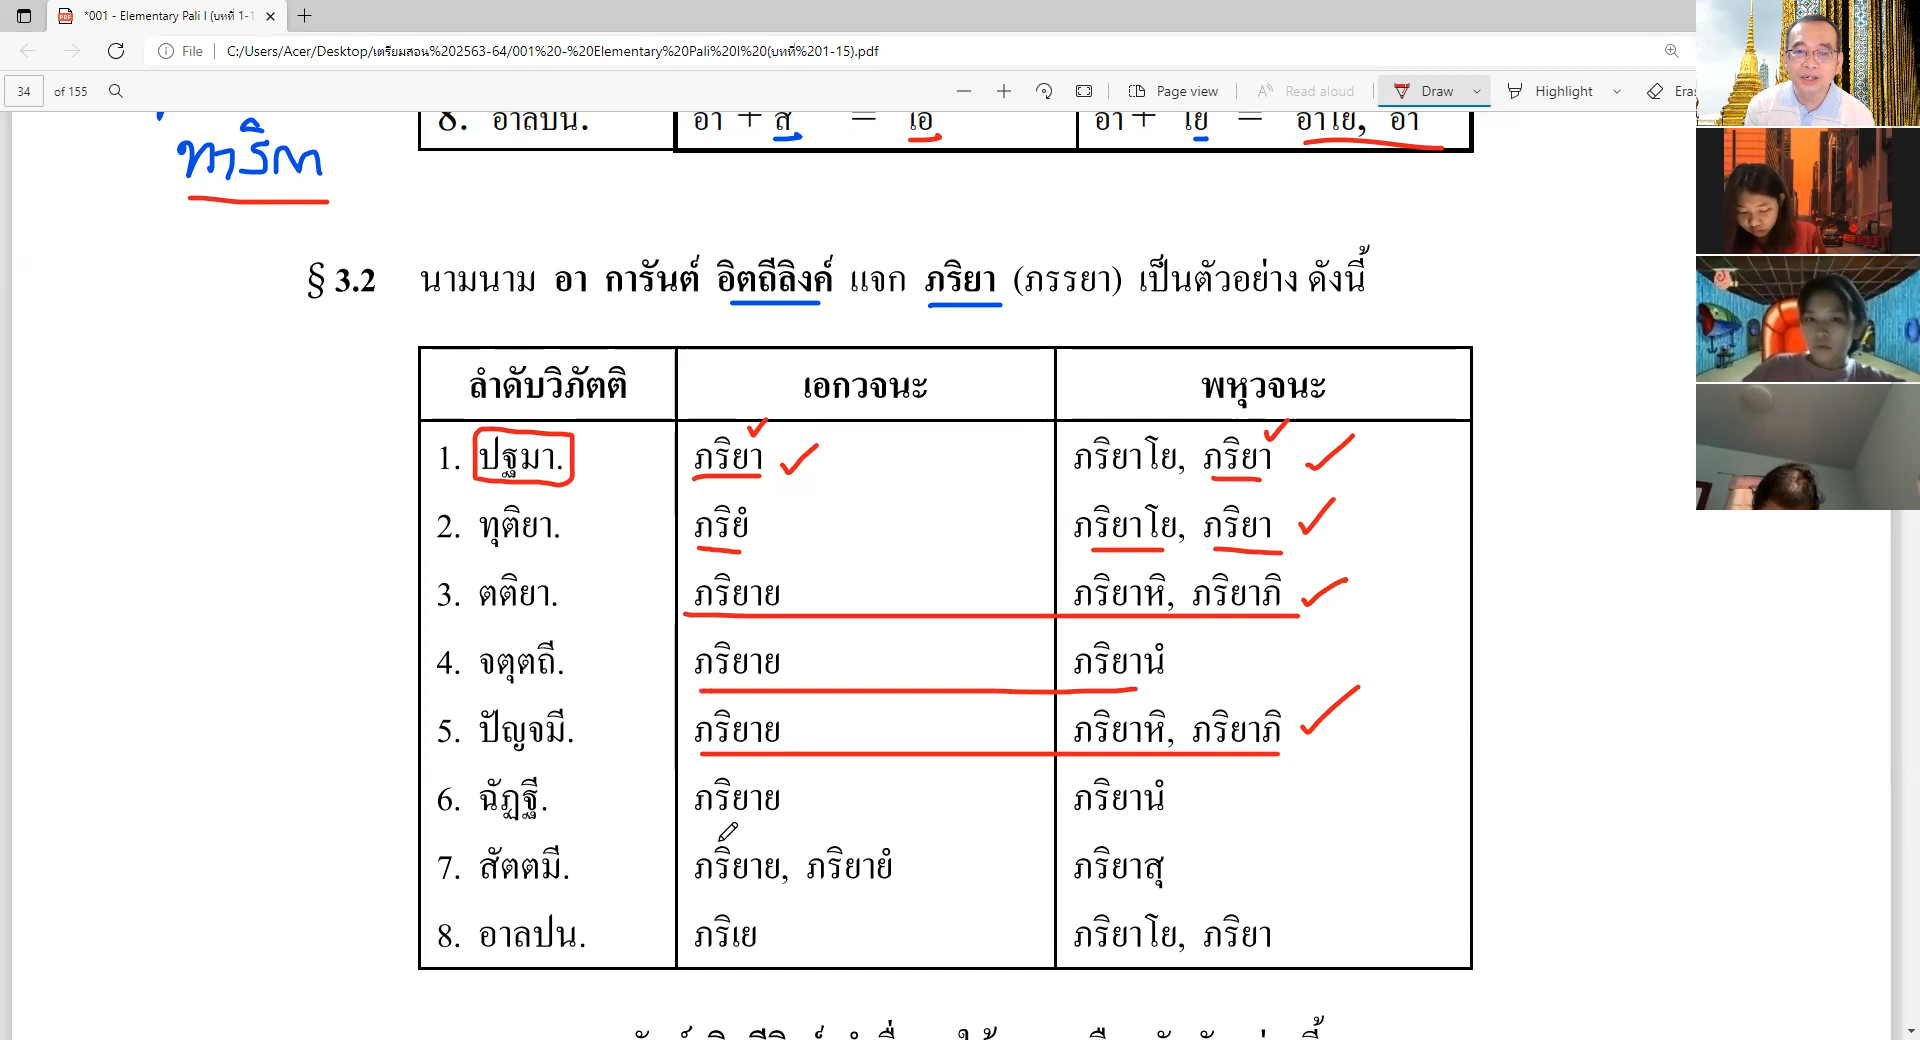 *001 - Elementary Pali I (บทที่ 1-1
File C:/Users/Acer/Desktop/เตรียมสอน%202563-64/001%20-%20Elementary%20Pali%20I%20(บทที่%201-15).pdf
34 of 155 Page view Read aloud Draw Highlight Eras
8. อาลปน. อา + สิ = เอ อา + โย = อาโย, อา
ทาริกา
§ 3.2 นามนาม อา การันต์ อิตถีลิงค์ แจก ภริยา (ภรรยา) เป็นตัวอย่าง ดังนี้
ลำดับวิภัตติ เอกวจนะ พหุวจนะ
1. ปฐมา. ภริยา ภริยาโย, ภริยา
2. ทุติยา. ภริยํ ภริยาโย, ภริยา
3. ตติยา. ภริยาย ภริยาหิ, ภริยาภิ
4. จตุตถี. ภริยาย ภริยานํ
5. ปัญจมี. ภริยาย ภริยาหิ, ภริยาภิ
6. ฉัฏฐี. ภริยาย ภริยานํ
7. สัตตมี. ภริยาย, ภริยายํ ภริยาสุ
8. อาลปน. ภริเย ภริยาโย, ภริยา